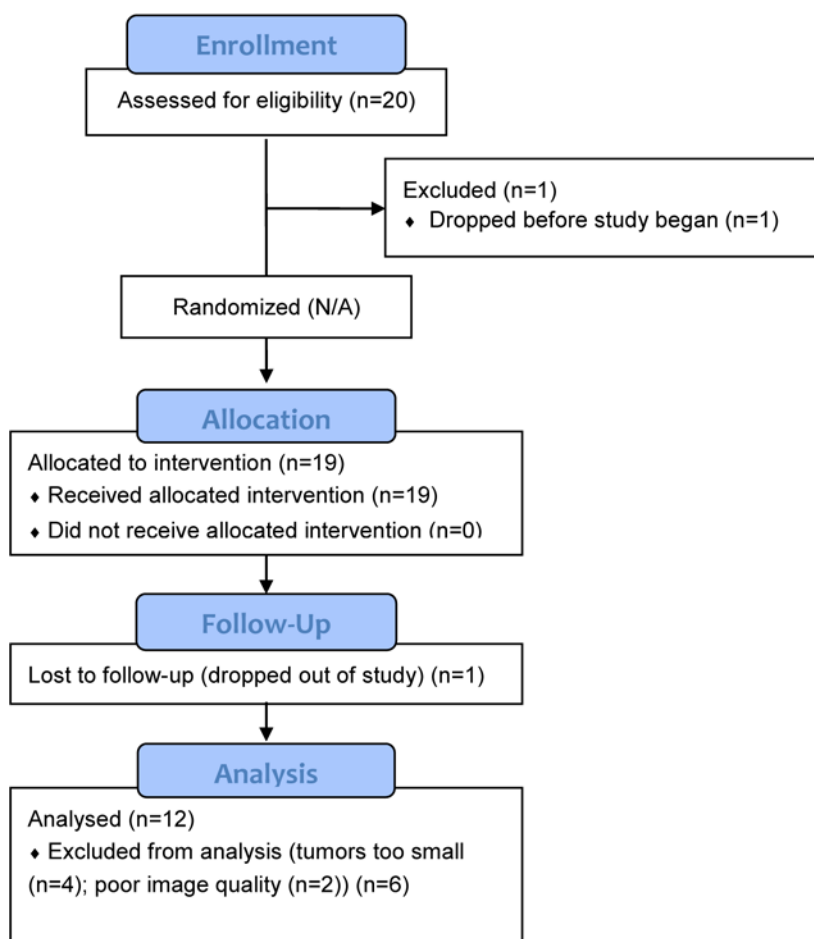 Enrollment
Assessed for eligibility (n=20)
Excluded (n=1)
♦ Dropped before study began (n=1)
Randomized (N/A)
Allocation
Allocated to intervention (n=19)
♦ Received allocated intervention (n=19)
♦ Did not receive allocated intervention (n=0)
Follow-Up
Lost to follow-up (dropped out of study) (n=1)
Analysis
Analysed (n=12)
♦ Excluded from analysis (tumors too small
(n=4); poor image quality (n=2)) (n=6)